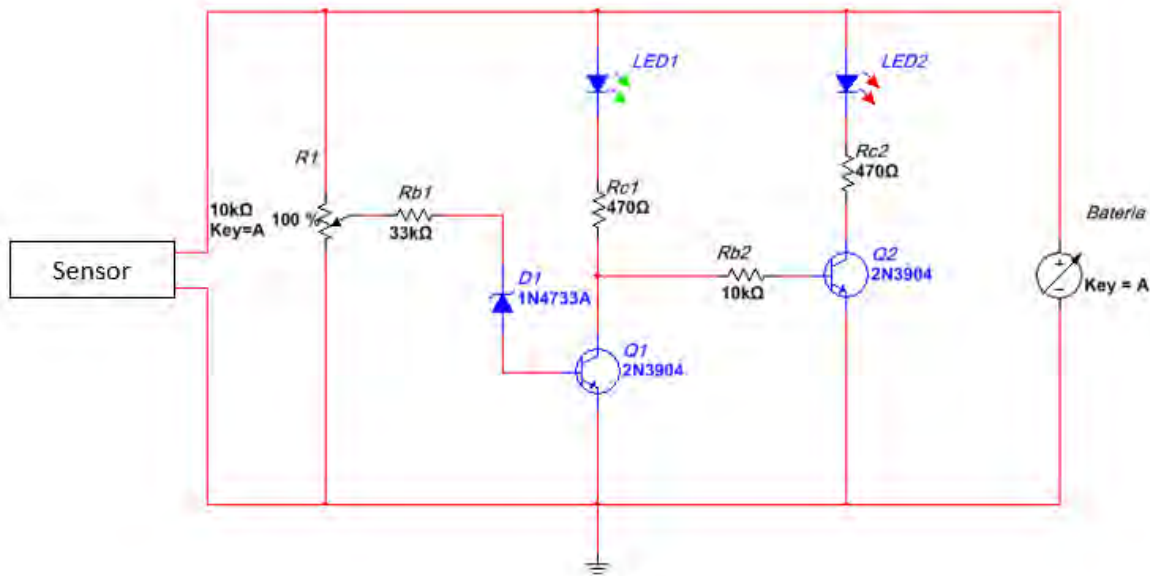 LED1
LED2
R1
Rb1
Rc1
470Ω
Rc2
470Ω
Bateria
10kΩ
Key=A
100 %
33kΩ
Sensor
Rb2
10kΩ
Q2
2N3904
D1
1N4733A
Key = A
Q1
2N3904